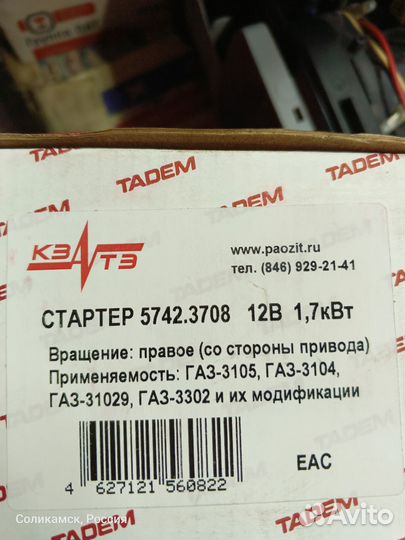 TADEM
TADEM
TADEM
КЗАТЭ
www.paozit.ru
тел. (846) 929-21-41
СТАРТЕР 5742.3708 12В 1,7кВт
Вращение: правое (со стороны привода)
Применяемость: ГАЗ-3105, ГАЗ-3104,
ГАЗ-31029, ГАЗ-3302 и их модификации
4 627121 560822
EAC
TADEM
TADEM
Соликамск, Россия
Avito